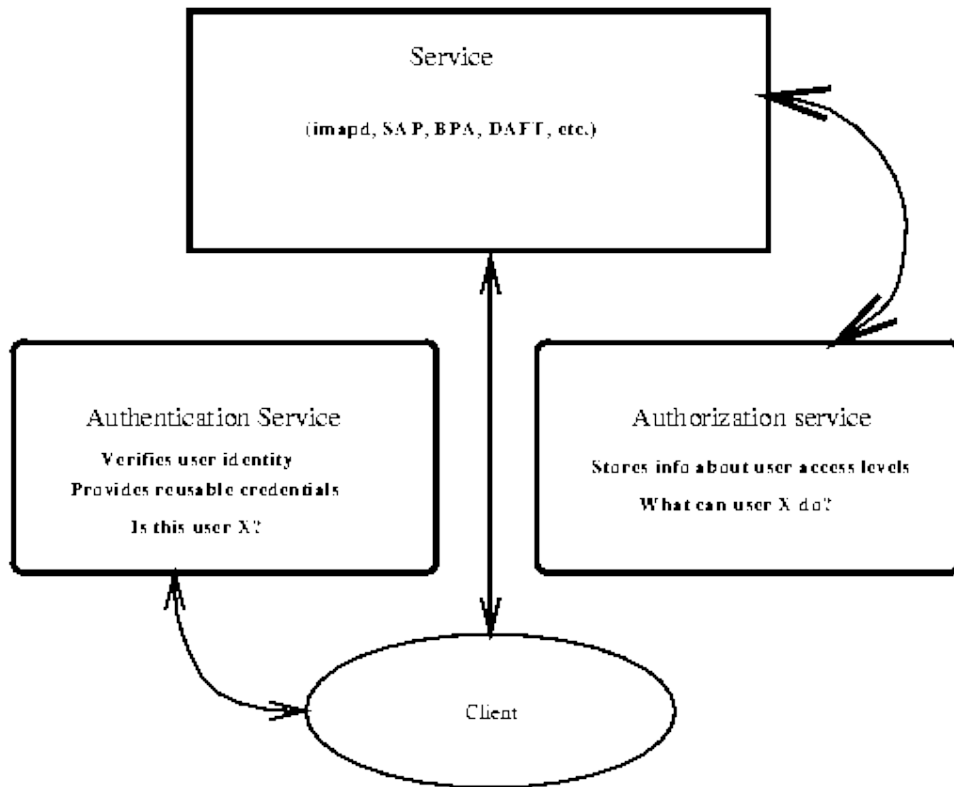 Service
(imapd, SAP, BPA, DAFT, etc.)
Authentication Service
Verifies user identity
Provides reusable credentials
Is this user X?
Authorization service
Stores info about user access levels
What can user X do?
Client